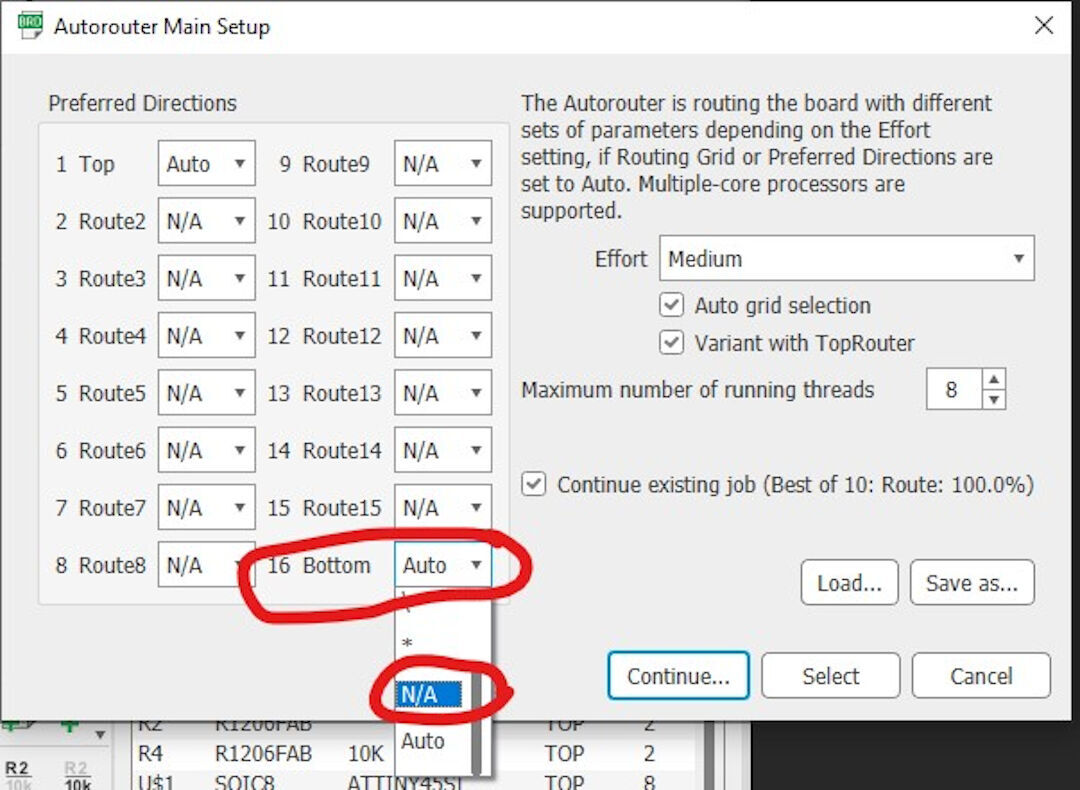 BRD
Autorouter Main Setup
Preferred Directions
1 Top Auto 9 Route9 N/A
2 Route2 N/A 10 Route10 N/A
3 Route3 N/A 11 Route11 N/A
4 Route4 N/A 12 Route12 N/A
5 Route5 N/A 13 Route13 N/A
6 Route6 N/A 14 Route14 N/A
7 Route7 N/A 15 Route15 N/A
8 Route8 N/A 16 Bottom Auto
\
*
N/A
Auto
The Autorouter is routing the board with different
sets of parameters depending on the Effort
setting, if Routing Grid or Preferred Directions are
set to Auto. Multiple-core processors are
supported.
Effort Medium
Auto grid selection
Variant with TopRouter
Maximum number of running threads 8
Continue existing job (Best of 10: Route: 100.0%)
Load... Save as...
Continue... Select Cancel
R2 R1206FAB TOP 2
R4 R1206FAB 10K TOP 2
U$1 SOIC8 ATTINY45SI TOP 8
R2 R2
10k 10k